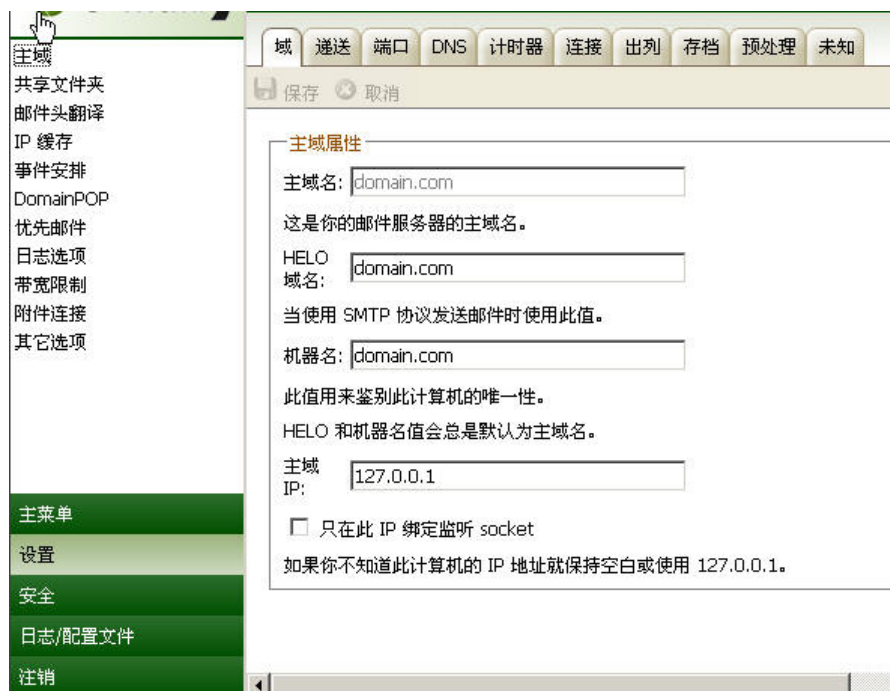 主域
共享文件夹
邮件头翻译
IP 缓存
事件安排
DomainPOP
优先邮件
日志选项
带宽限制
附件连接
其它选项
主菜单
设置
安全
日志/配置文件
注销
域 递送 端口 DNS 计时器 连接 出列 存档 预处理 未知
保存 取消
主域属性
主域名: domain.com
这是你的邮件服务器的主域名。
HELO
域名: domain.com
当使用 SMTP 协议发送邮件时使用此值。
机器名: domain.com
此值用来鉴别此计算机的唯一性。
HELO 和机器名值会总是默认为主域名。
主域
IP: 127.0.0.1
只在此 IP 绑定监听 socket
如果你不知道此计算机的 IP 地址就保持空白或使用 127.0.0.1。